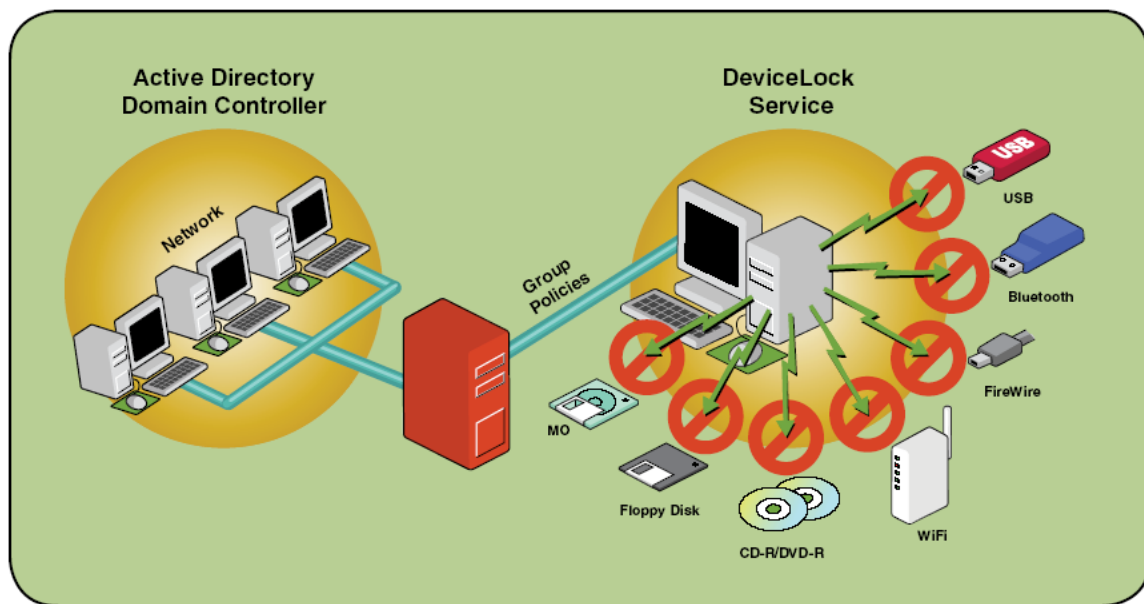 Active Directory
Domain Controller
DeviceLock
Service
Network
Group
Policies
USB
USB
Bluetooth
FireWire
WiFi
CD-R/DVD-R
Floppy Disk
MO